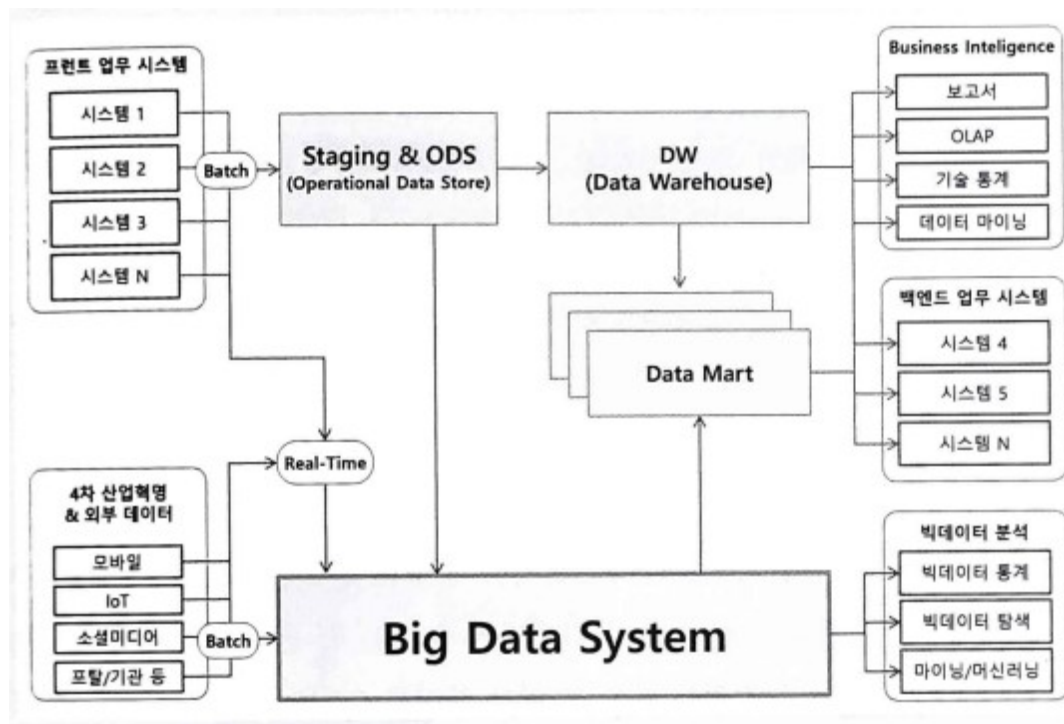 프런트 업무 시스템
시스템 1
시스템 2
시스템 3
시스템 N
Batch
Staging & ODS
(Operational Data Store)
DW
(Data Warehouse)
Data Mart
Business Inteligence
보고서
OLAP
기술 통계
데이터 마이닝
백엔드 업무 시스템
시스템 4
시스템 5
시스템 N
Real-Time
4차 산업혁명
& 외부 데이터
모바일
IoT
소셜미디어
포탈/기관 등
Batch
Big Data System
빅데이터 분석
빅데이터 통계
빅데이터 탐색
마이닝/머신러닝